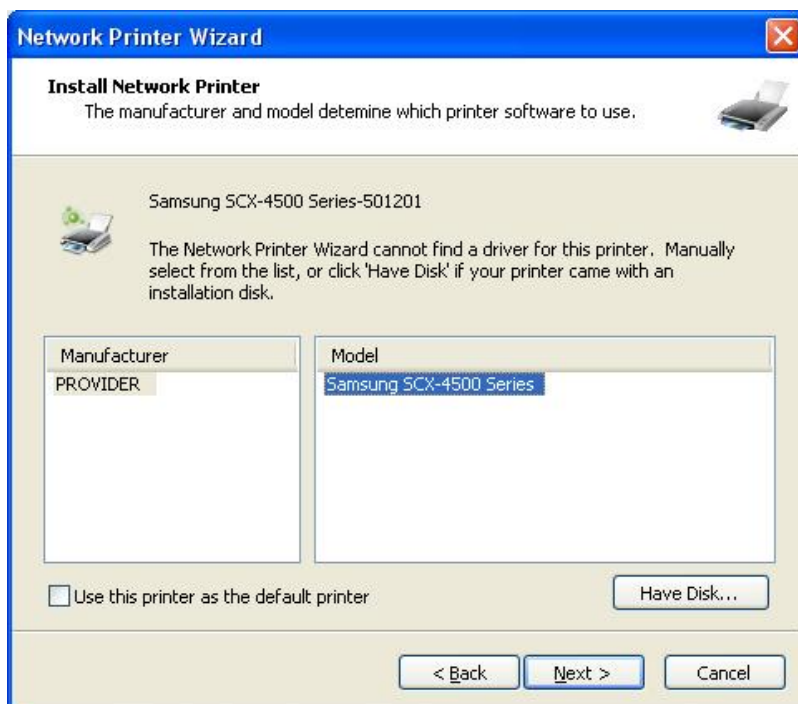 Network Printer Wizard
Install Network Printer
The manufacturer and model detemine which printer software to use.
Samsung SCX-4500 Series-501201
The Network Printer Wizard cannot find a driver for this printer. Manually
select from the list, or click 'Have Disk' if your printer came with an
installation disk.
Manufacturer
PROVIDER
Model
Samsung SCX-4500 Series
Use this printer as the default printer
Have Disk...
< Back
Next >
Cancel